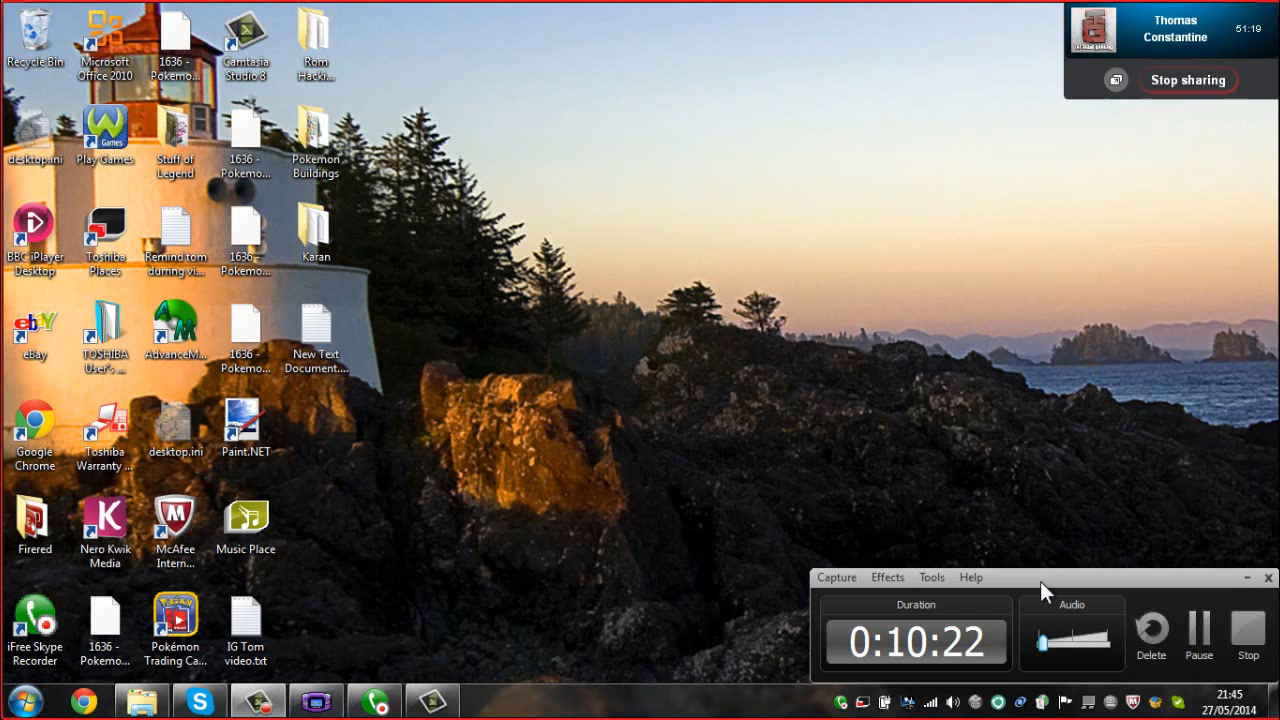 Thomas
Constantine
51:19
Stop sharing
Recycle Bin
Microsoft
Office 2010
1636 -
Pokemo...
Camtasia
Studio 8
Rom
Hacki...
desktop.ini
Play Games
Games
Stuff of
Legend
1636 -
Pokemo...
Pokemon
Buildings
BBC iPlayer
Desktop
Toshiba
Places
Remind tom
durring vi...
1636 -
Pokemo...
Karan
ebY
eBay
TOSHIBA
User's ...
AdvanceM...
1636 -
Pokemo...
New Text
Document....
Google
Chrome
Toshiba
Warranty ...
desktop.ini
Paint.NET
Firered
Nero Kwik
Media
McAfee
Intern...
Music Place
iFree Skype
Recorder
1636 -
Pokemo...
Pokémon
Trading Ca...
IG Tom
video.txt
Capture Effects Tools Help
Duration
0:10:22
Audio
Delete
Pause
Stop
21:45
27/05/2014